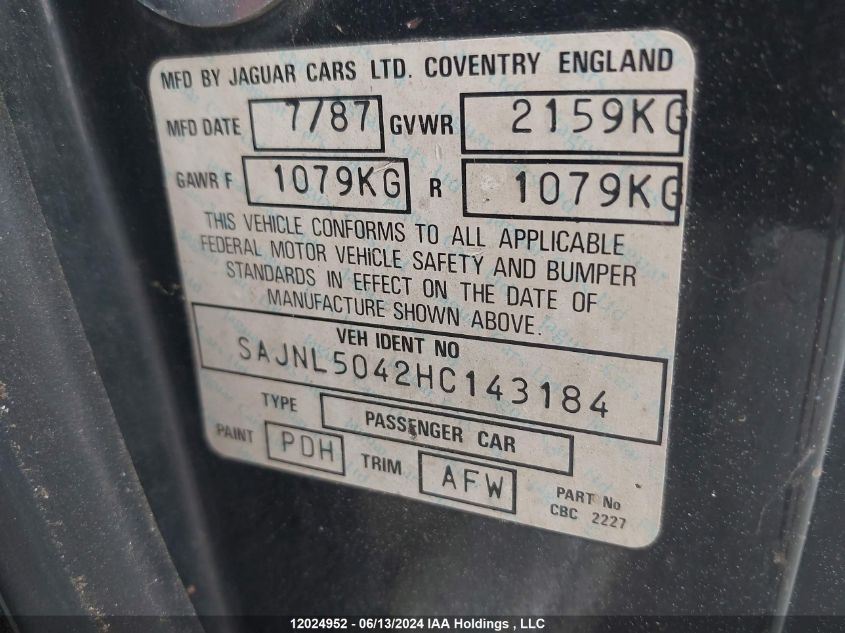 MFD BY JAGUAR CARS LTD. COVENTRY ENGLAND
MFD DATE 7/87 GVWR 2159KG
GAWR F 1079KG R 1079KG
THIS VEHICLE CONFORMS TO ALL APPLICABLE
FEDERAL MOTOR VEHICLE SAFETY AND BUMPER
STANDARDS IN EFFECT ON THE DATE OF
MANUFACTURE SHOWN ABOVE.
VEH IDENT NO
SAJNL5042HC143184
TYPE PASSENGER CAR
PAINT PDH TRIM AFW PART No
CBC 2227
12024952 - 06/13/2024 IAA Holdings , LLC